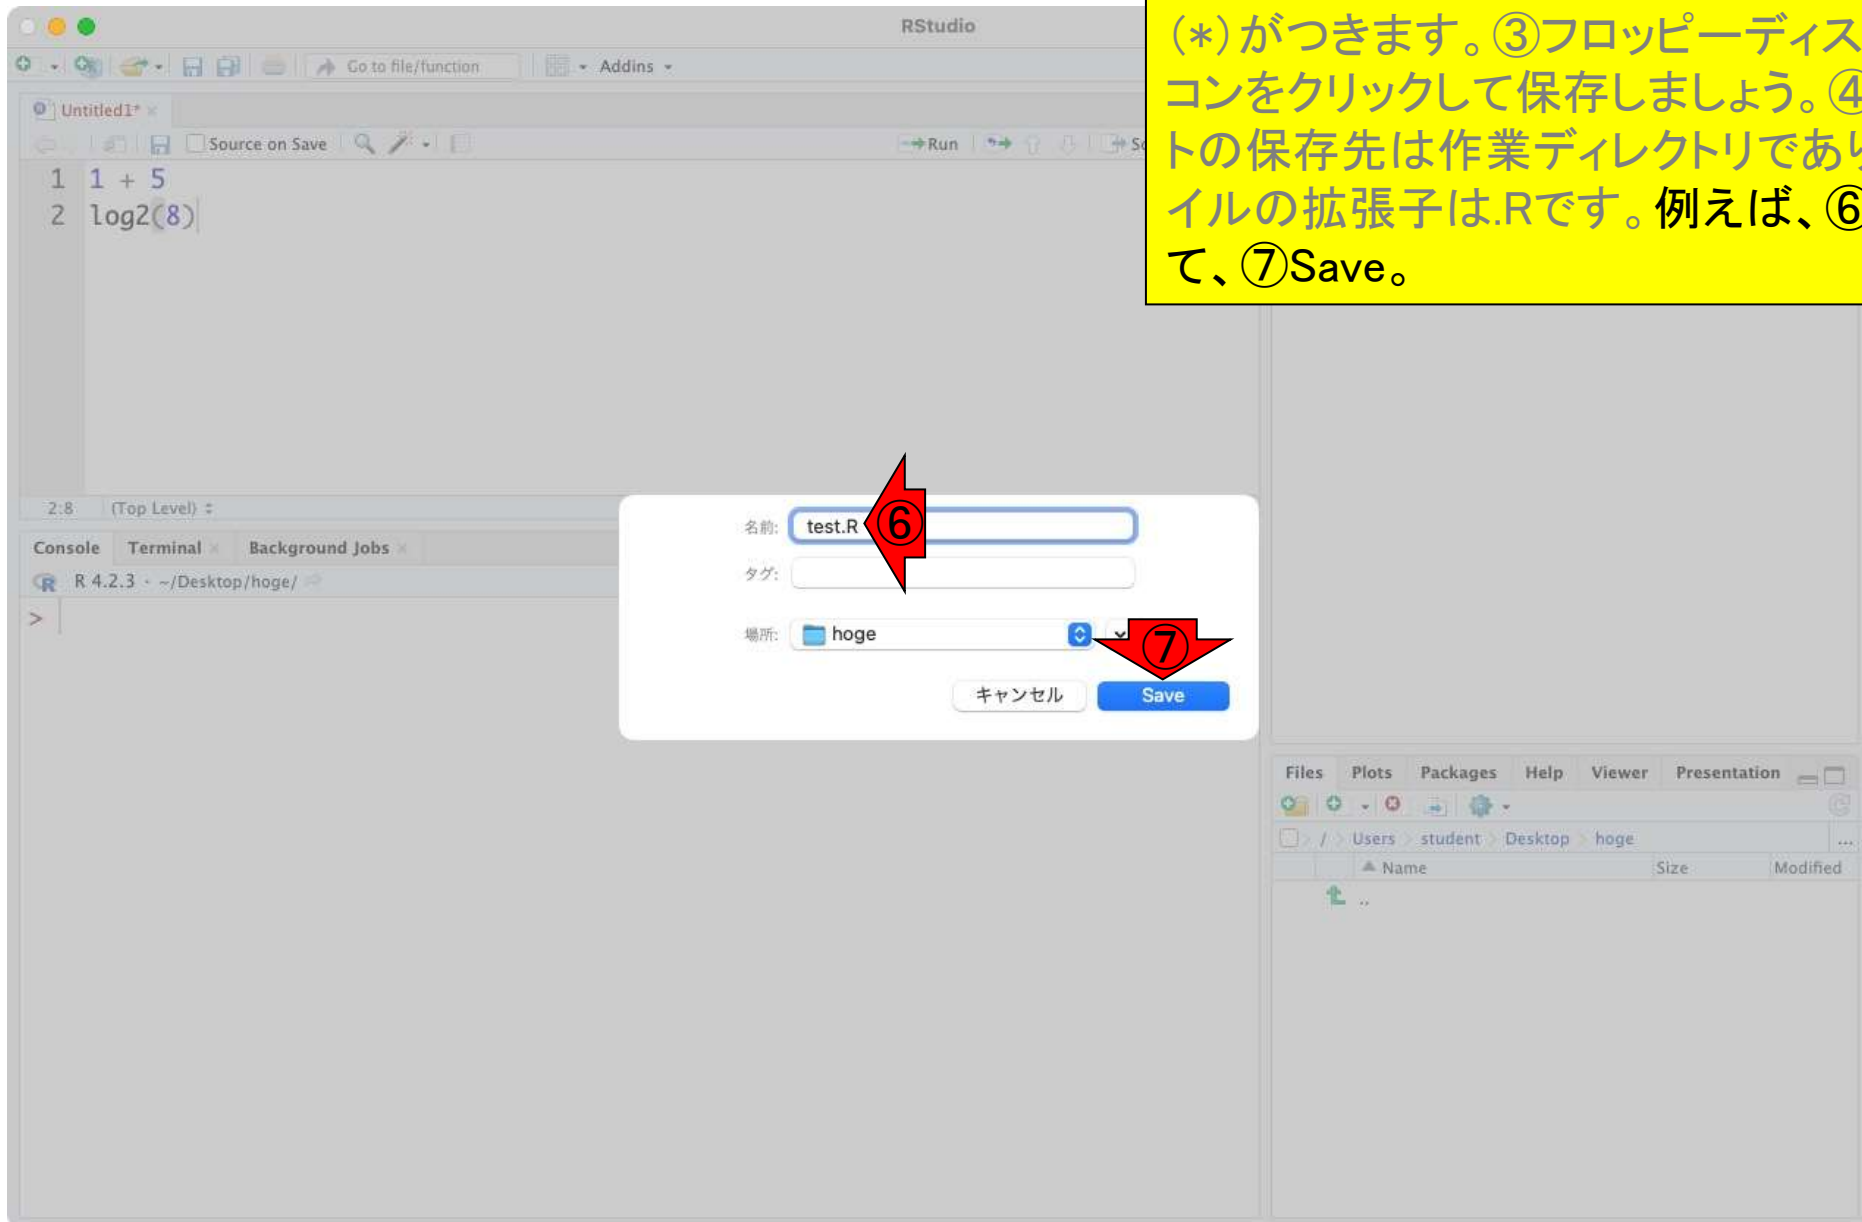 RStudio
(*)がつきます。③フロッピーディス
コンをクリックして保存しましょう。④
トの保存先は作業ディレクトリであり
イルの拡張子は.Rです。例えば、⑥
て、⑦Save。
Go to file/function
Addins
Untitled1*
Source on Save
Run
1 1 + 5
2 log2(8)
2:8 (Top Level)
Console Terminal Background Jobs
R 4.2.3 · ~/Desktop/hoge/
>
名前: test.R ⑥
タグ:
場所: hoge
⑦
キャンセル Save
Files Plots Packages Help Viewer Presentation
/ Users student Desktop hoge ...
Name Size Modified
..